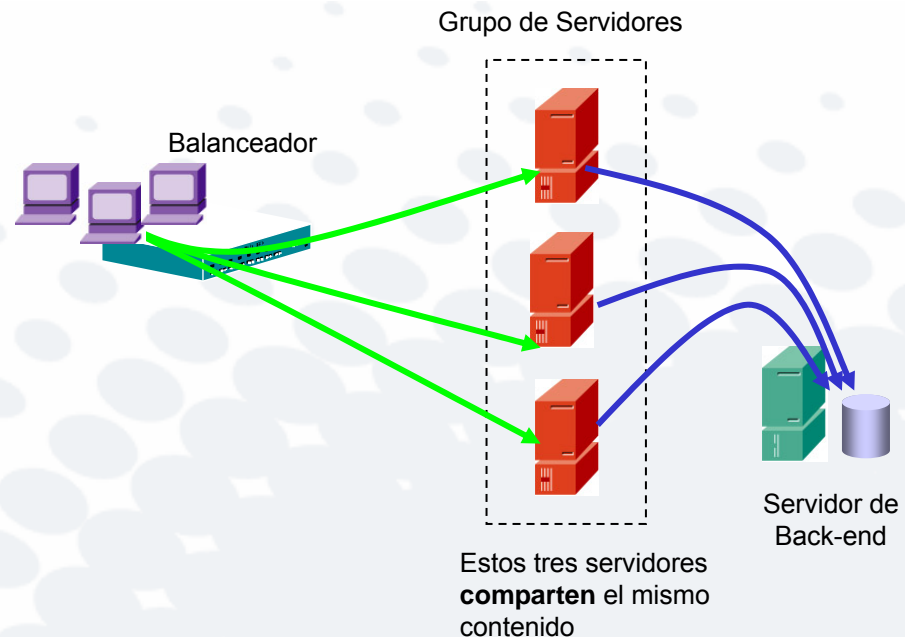 Grupo de Servidores
Balanceador
Servidor de
Back-end
Estos tres servidores
comparten el mismo
contenido